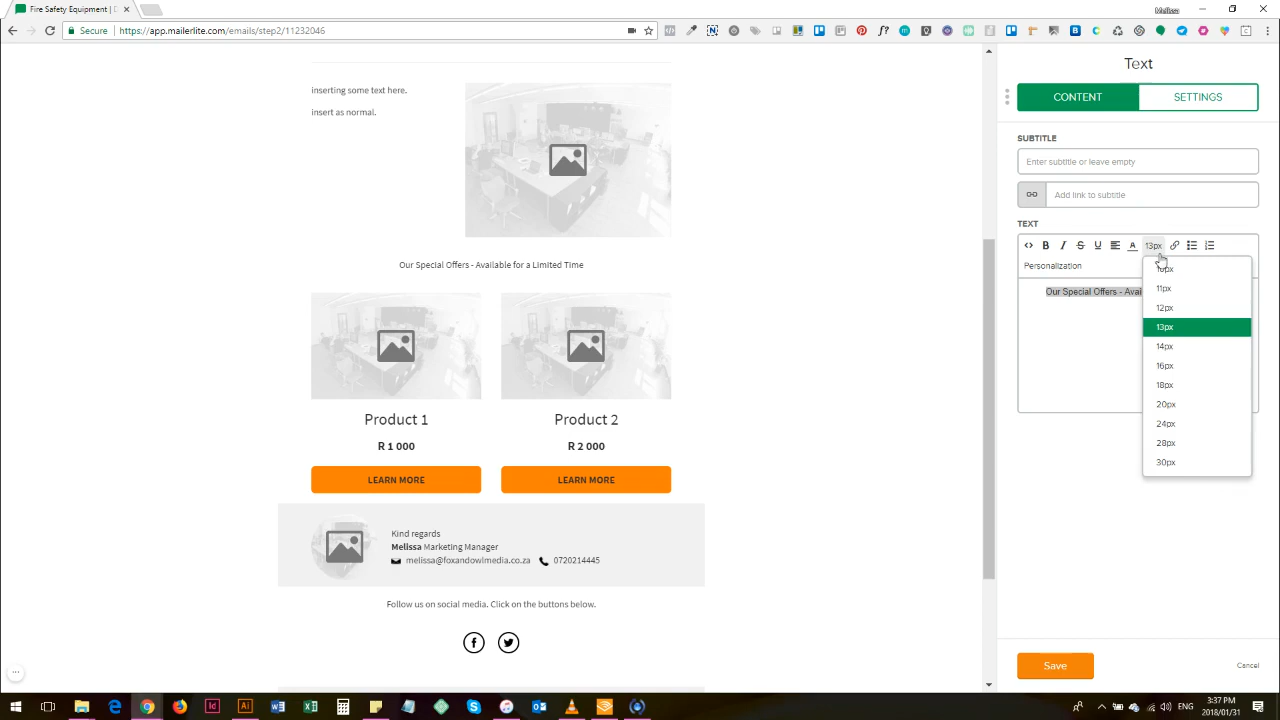 Fire Safety Equipment | D
Melissa
Secure
https://app.mailerlite.com/emails/step2/11232046
inserting some text here.
insert as normal.
Our Special Offers - Available for a Limited Time
Product 1
Product 2
R 1 000
R 2 000
LEARN MORE
LEARN MORE
Kind regards
Melissa Marketing Manager
melissa@foxandowlmedia.co.za
0720214445
Follow us on social media. Click on the buttons below.
Text
CONTENT
SETTINGS
SUBTITLE
Enter subtitle or leave empty
Add link to subtitle
TEXT
13px
Personalization
Our Special Offers - Avai
10px
11px
12px
13px
14px
16px
18px
20px
24px
28px
30px
Save
Cancel
3:37 PM
2018/01/31